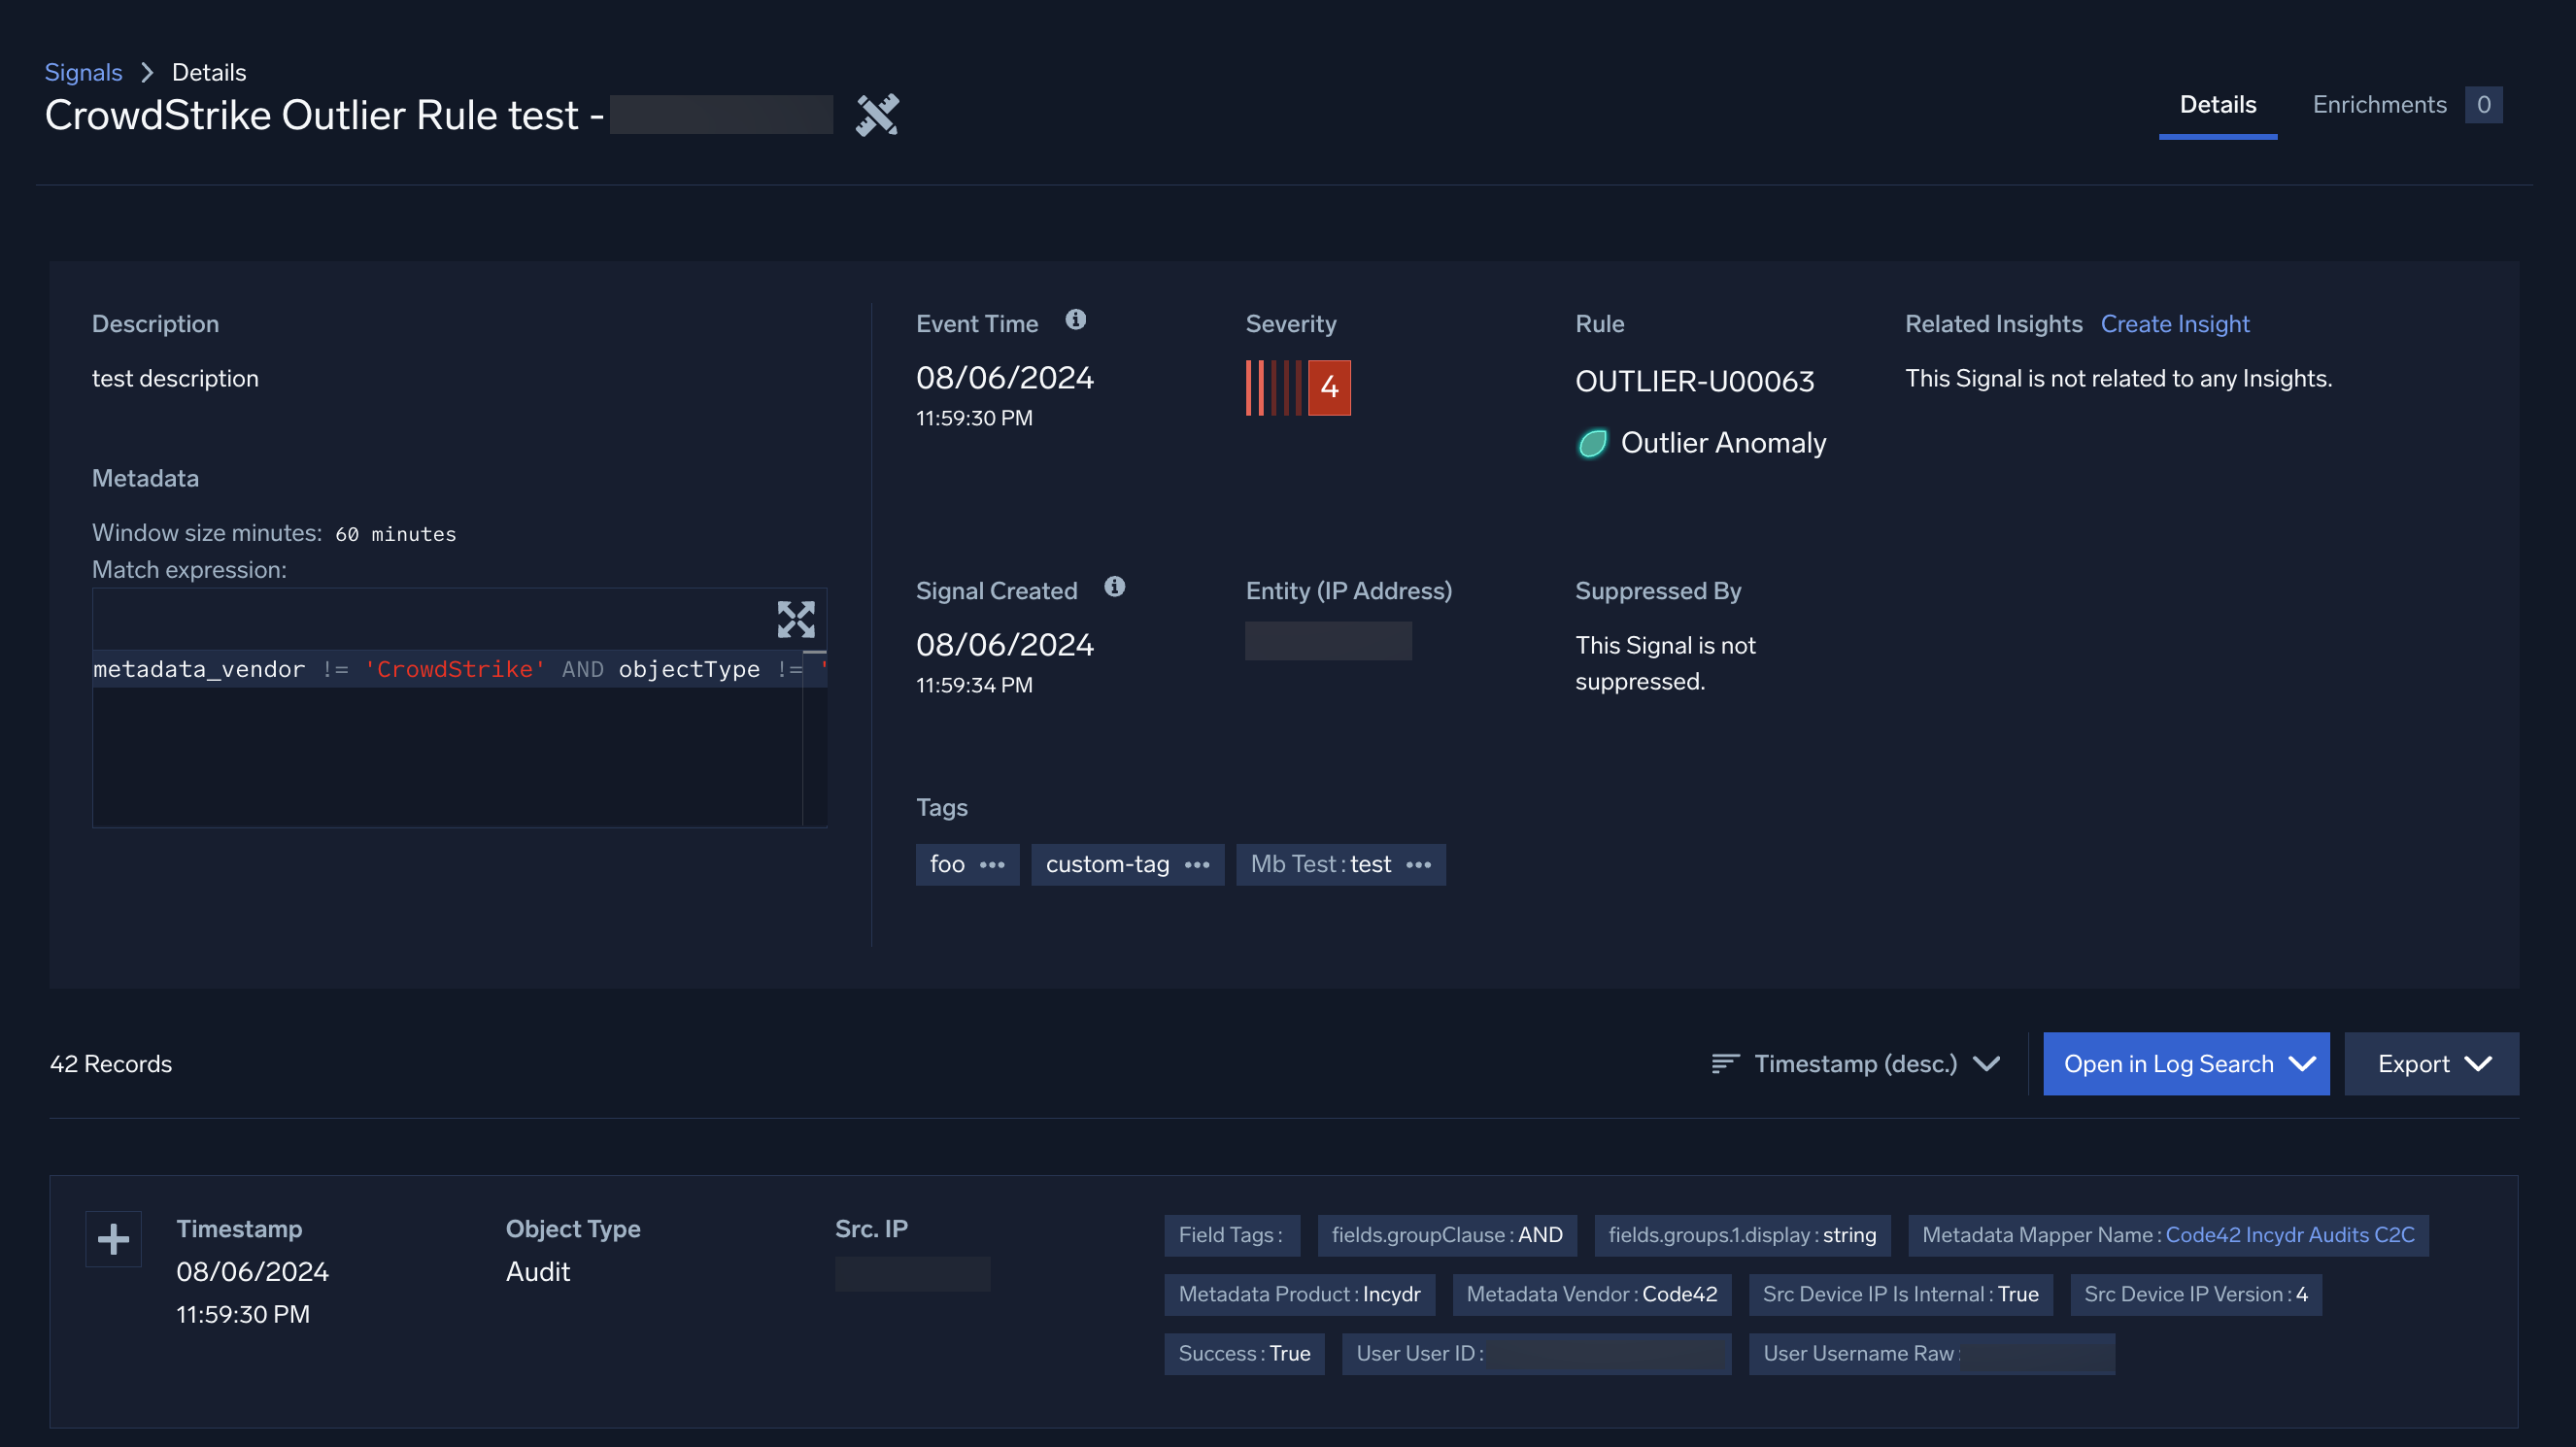 Signals > Details
CrowdStrike Outlier Rule test -
Details
Enrichments 0
Description
test description
Metadata
Window size minutes: 60 minutes
Match expression:
metadata_vendor != 'CrowdStrike' AND objectType != '
Event Time
08/06/2024
11:59:30 PM
Severity
4
Rule
OUTLIER-U00063
Outlier Anomaly
Related Insights Create Insight
This Signal is not related to any Insights.
Signal Created
08/06/2024
11:59:34 PM
Entity (IP Address)
Suppressed By
This Signal is not
suppressed.
Tags
foo ••• custom-tag ••• Mb Test : test •••
42 Records
Timestamp (desc.)
Open in Log Search
Export
Timestamp
08/06/2024
11:59:30 PM
Object Type
Audit
Src. IP
Field Tags : fields.groupClause : AND fields.groups.1.display : string Metadata Mapper Name : Code42 Incydr Audits C2C
Metadata Product : Incydr Metadata Vendor : Code42 Src Device IP Is Internal : True Src Device IP Version : 4
Success : True User User ID : User Username Raw :